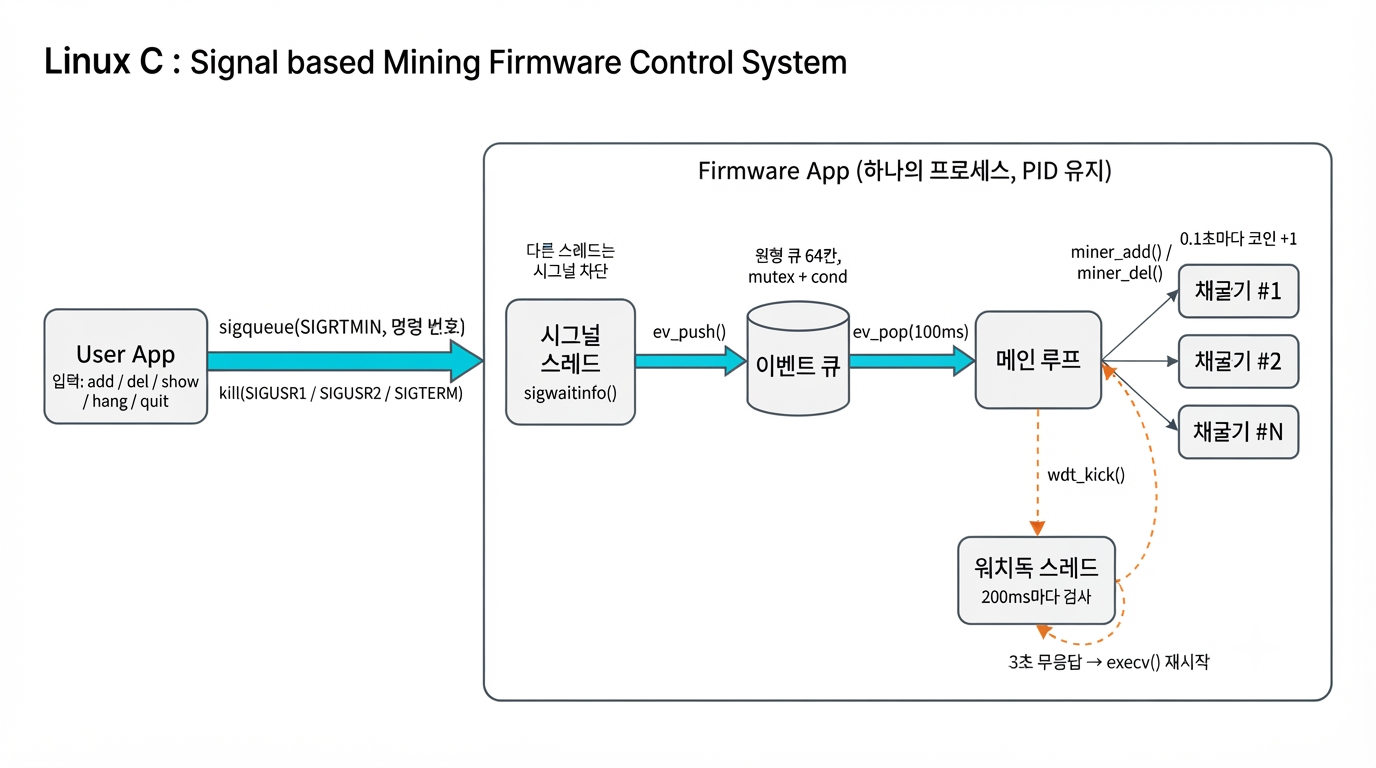 Linux C : Signal based Mining Firmware Control System
Firmware App (하나의 프로세스, PID 유지)
User App
입력: add / del / show
/ hang / quit
sigqueue(SIGRTMIN, 명령 번호)
kill(SIGUSR1 / SIGUSR2 / SIGTERM)
다른 스레드는
시그널 차단
시그널
스레드
sigwaitinfo()
ev_push()
원형 큐 64칸,
mutex + cond
이벤트 큐
ev_pop(100ms)
메인 루프
miner_add() /
miner_del()
0.1초마다 코인 +1
채굴기 #1
채굴기 #2
채굴기 #N
wdt_kick()
워치독 스레드
200ms마다 검사
3초 무응답 → execv() 재시작